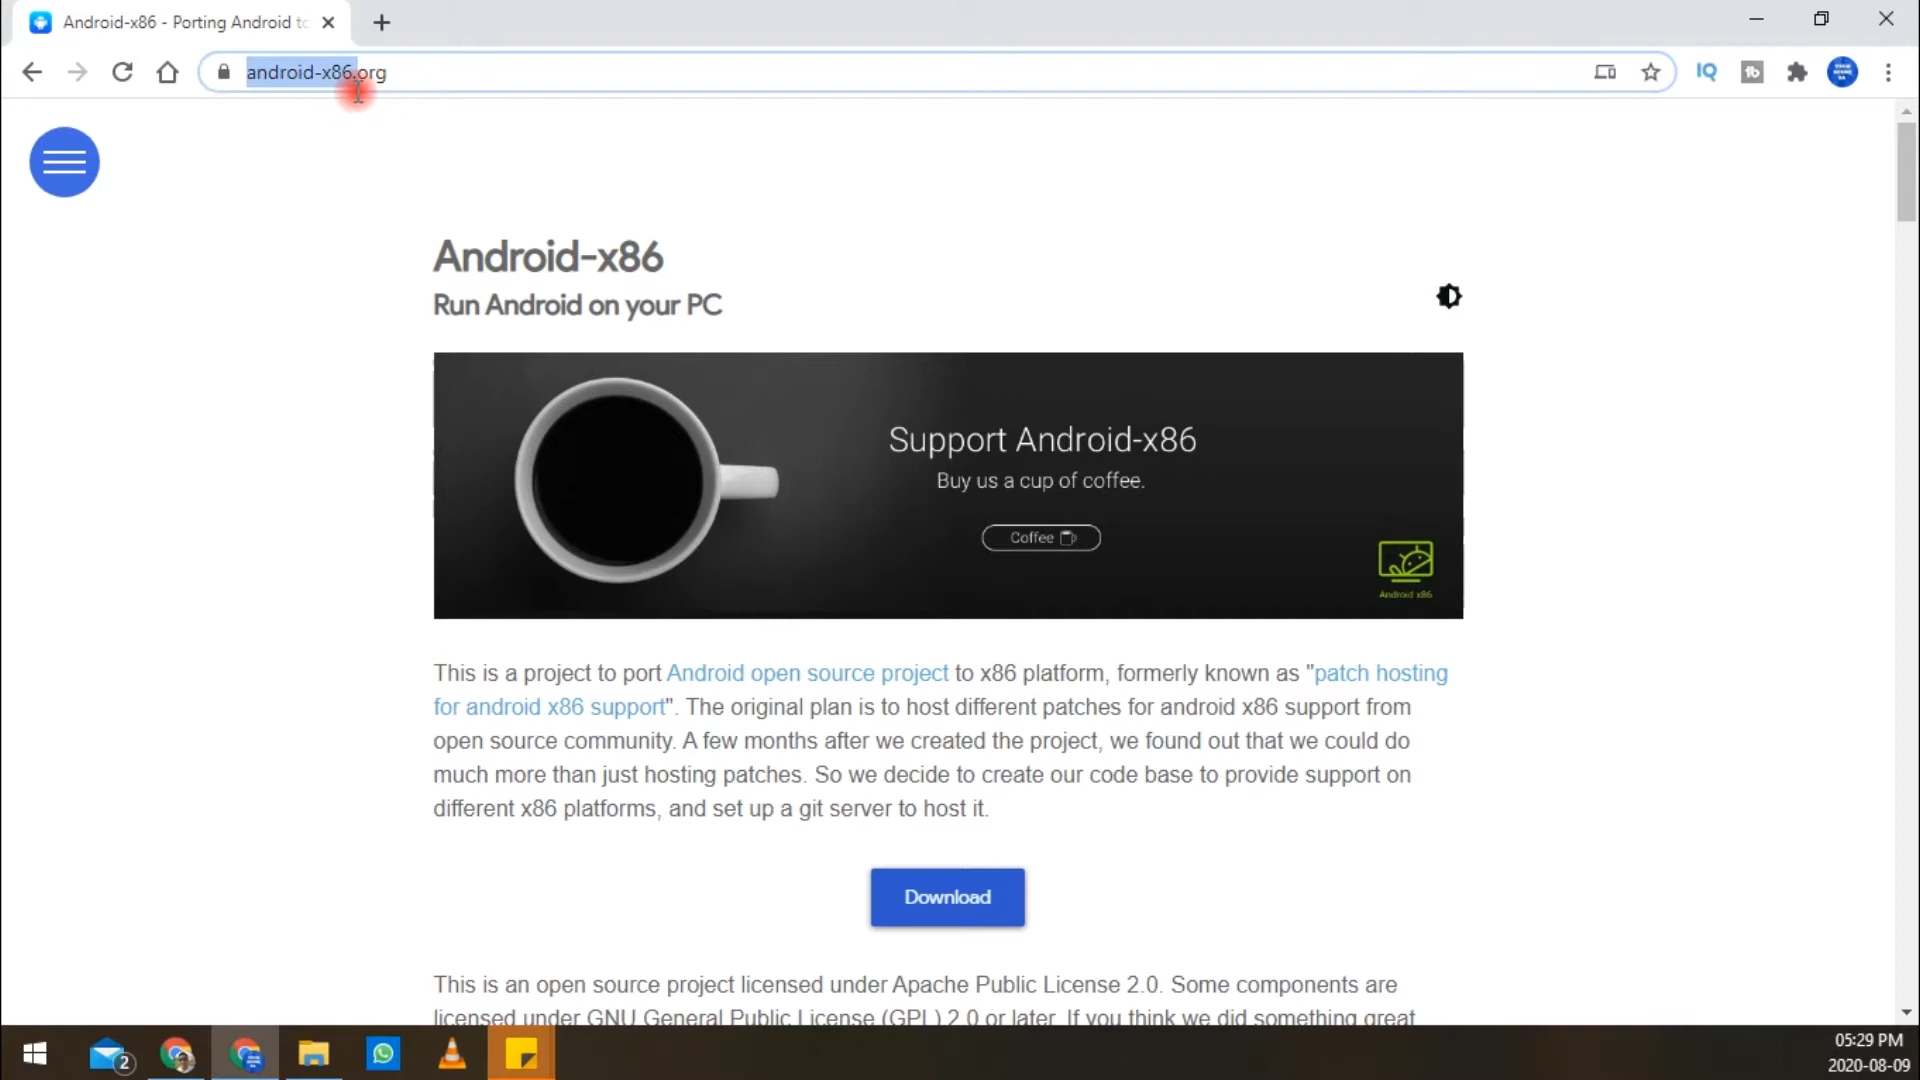 Android-x86 - Porting Android to
android-x86.org
IQ
Android-x86
Run Android on your PC
Support Android-x86
Buy us a cup of coffee.
Coffee
Android x86
This is a project to port Android open source project to x86 platform, formerly known as "patch hosting
for android x86 support". The original plan is to host different patches for android x86 support from
open source community. A few months after we created the project, we found out that we could do
much more than just hosting patches. So we decide to create our code base to provide support on
different x86 platforms, and set up a git server to host it.
Download
This is an open source project licensed under Apache Public License 2.0. Some components are
licensed under GNU General Public License (GPL) 2.0 or later. If you think we did something great
2
05:29 PM
2020-08-09